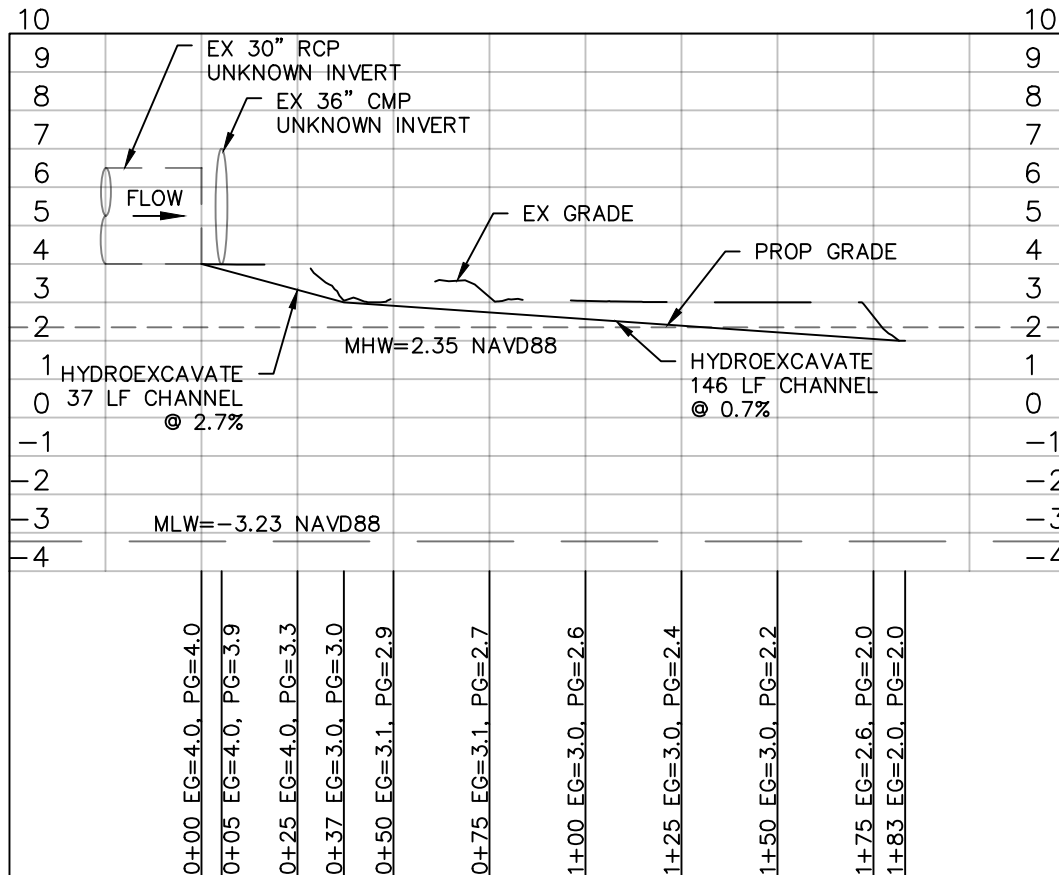 10 10
9 9
8 8
7 7
6 6
5 5
4 4
3 3
2 2
1 1
0 0
-1 -1
-2 -2
-3 -3
-4 -4
EX 30" RCP
UNKNOWN INVERT
EX 36" CMP
UNKNOWN INVERT
FLOW
EX GRADE
PROP GRADE
MHW=2.35 NAVD88
HYDROEXCAVATE
37 LF CHANNEL
@ 2.7%
HYDROEXCAVATE
146 LF CHANNEL
@ 0.7%
MLW=-3.23 NAVD88
0+00 EG=4.0, PG=4.0
0+05 EG=4.0, PG=3.9
0+25 EG=4.0, PG=3.3
0+37 EG=3.0, PG=3.0
0+50 EG=3.1, PG=2.9
0+75 EG=3.1, PG=2.7
1+00 EG=3.0, PG=2.6
1+25 EG=3.0, PG=2.4
1+50 EG=3.0, PG=2.2
1+75 EG=2.6, PG=2.0
1+83 EG=2.0, PG=2.0